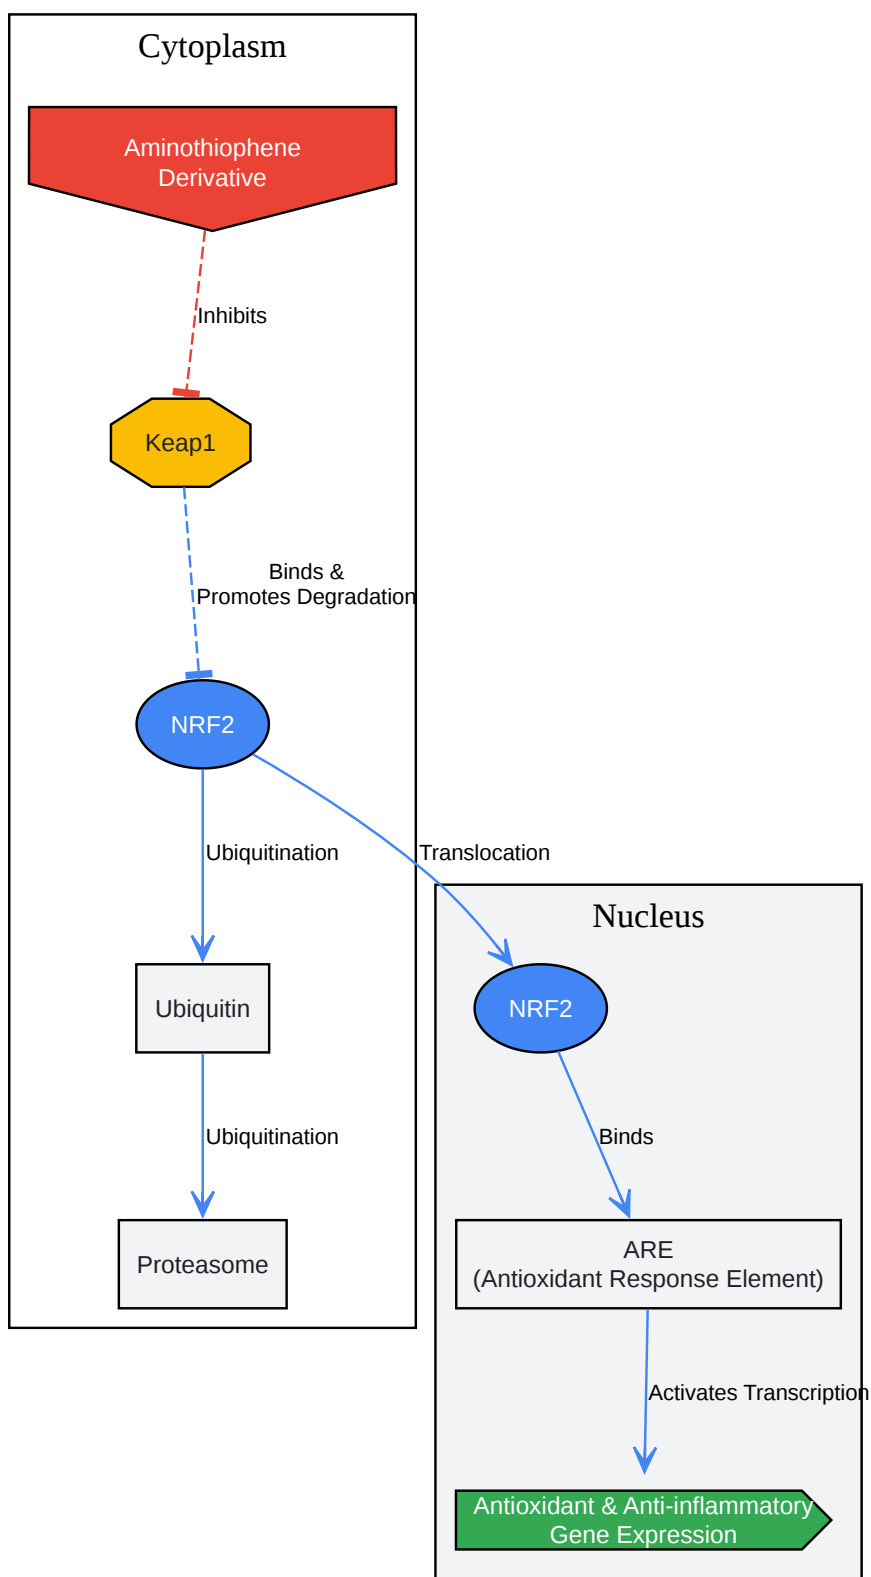 Cytoplasm
Aminothiophene
Derivative
Inhibits
Keap1
Binds &
Promotes Degradation
NRF2
Ubiquitination
Translocation
Nucleus
Ubiquitin
NRF2
Ubiquitination
Binds
Proteasome
ARE
(Antioxidant Response Element)
Activates Transcription
Antioxidant & Anti-inflammatory
Gene Expression